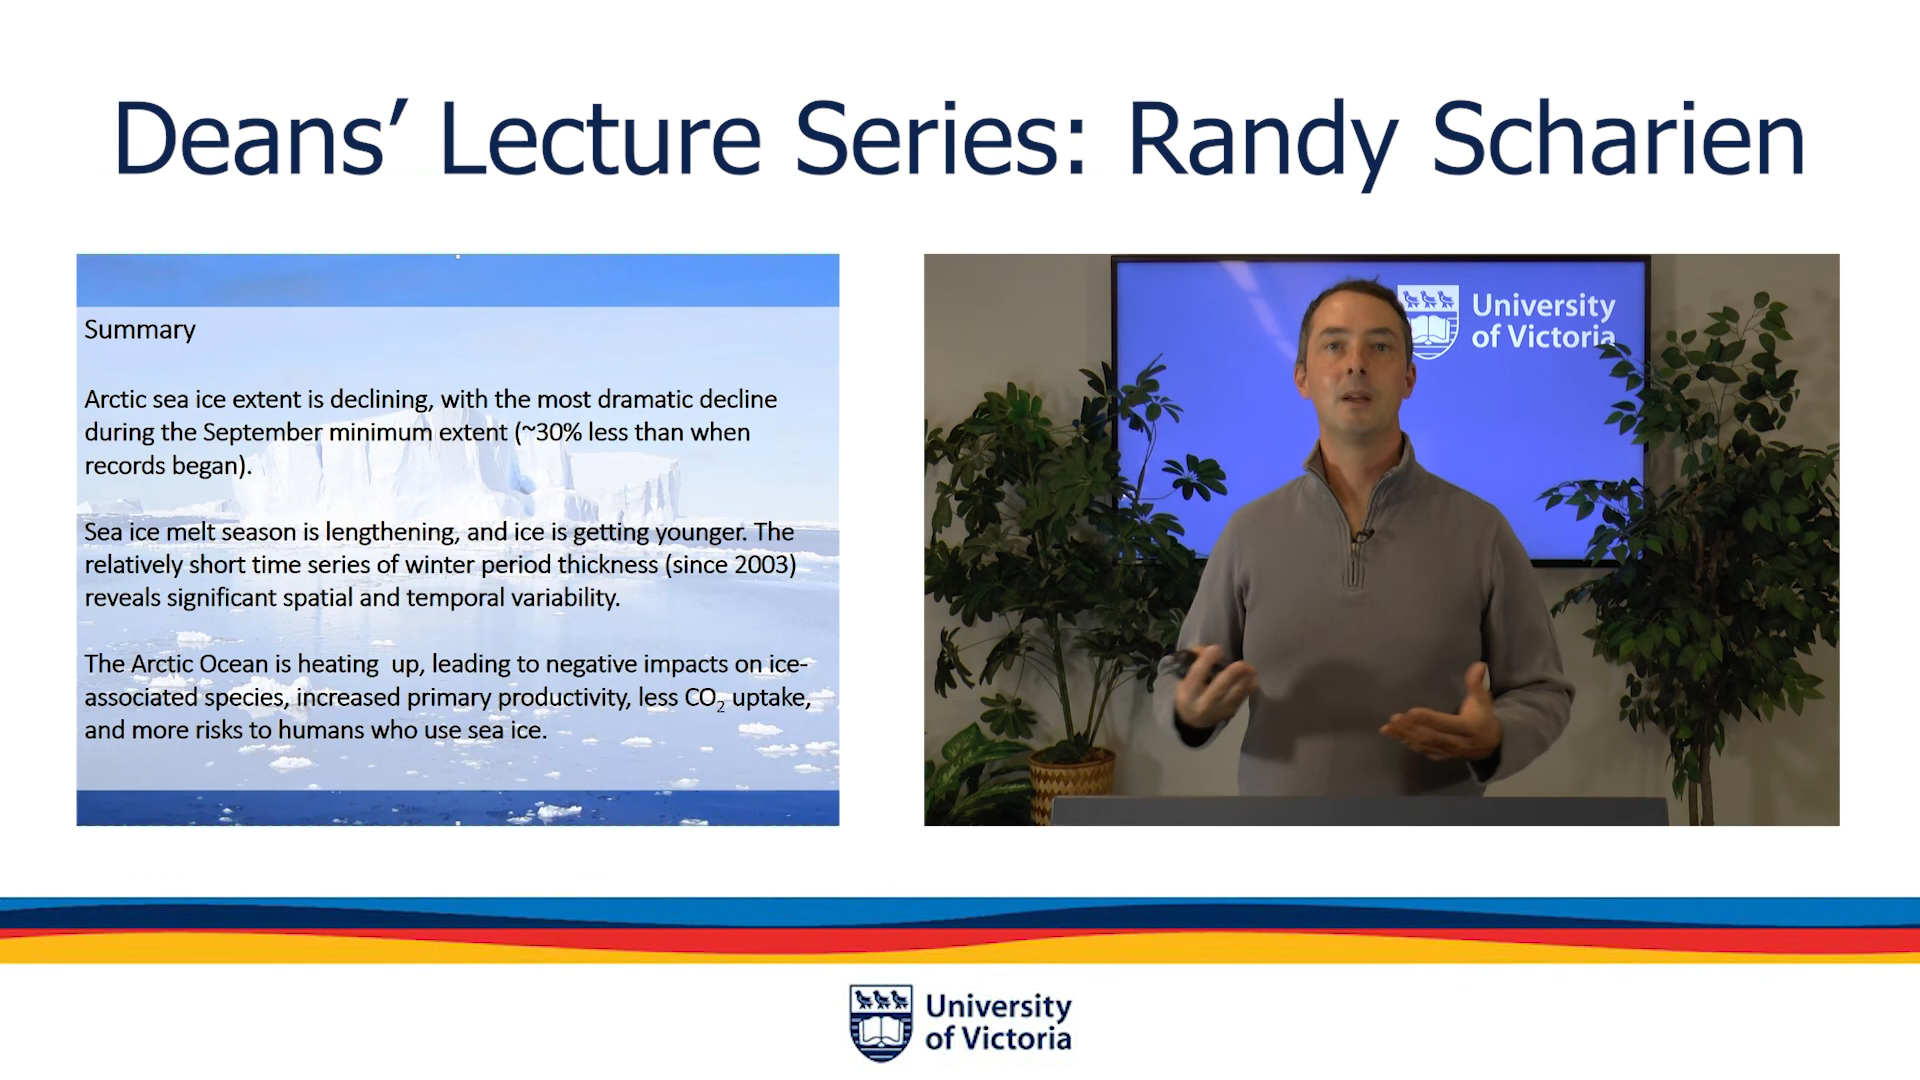 Deans’ Lecture Series: Randy Scharien
Summary
Arctic sea ice extent is declining, with the most dramatic decline
during the September minimum extent (~30% less than when
records began).
Sea ice melt season is lengthening, and ice is getting younger. The
relatively short time series of winter period thickness (since 2003)
reveals significant spatial and temporal variability.
The Arctic Ocean is heating  up, leading to negative impacts on ice-
associated species, increased primary productivity, less CO₂ uptake,
and more risks to humans who use sea ice.
University
of Victoria
University
of Victoria